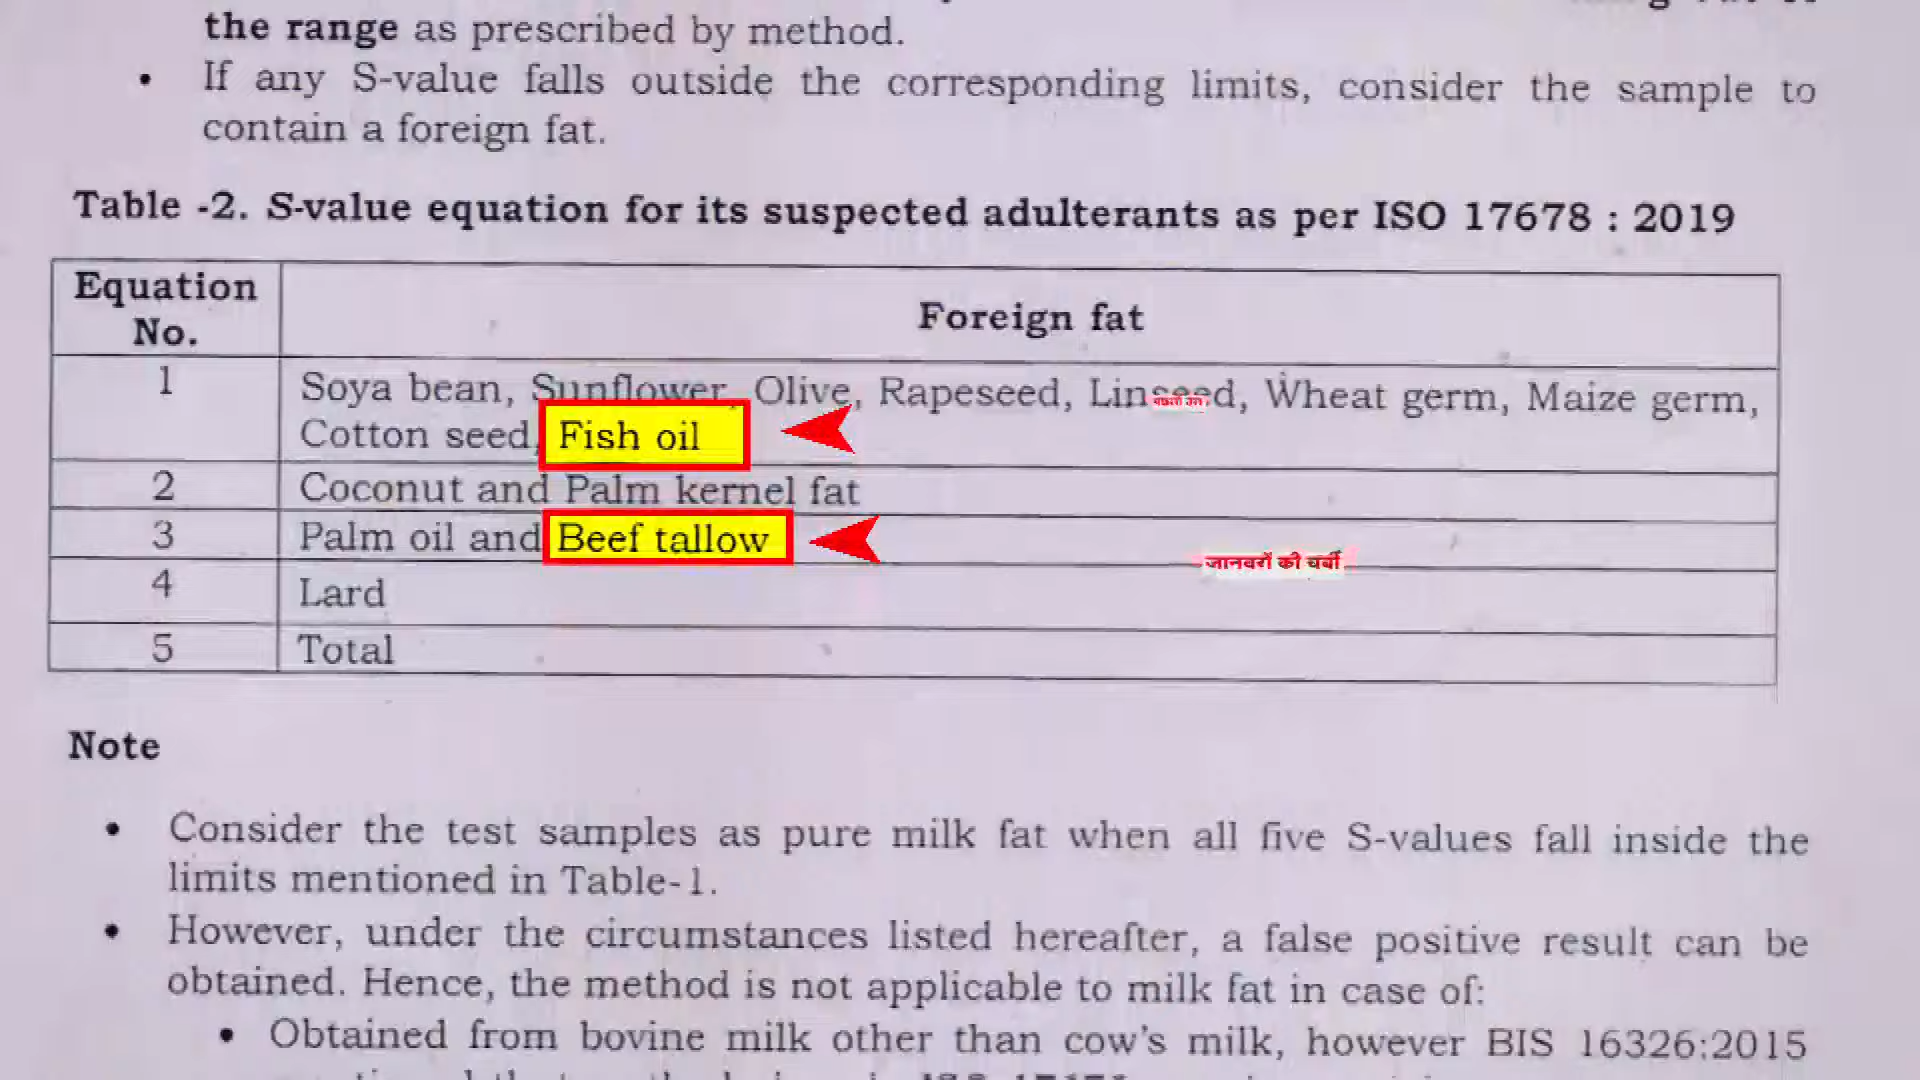 the range as prescribed by method.
• If any S-value falls outside the corresponding limits, consider the sample to
contain a foreign fat.
Table -2. S-value equation for its suspected adulterants as per ISO 17678 : 2019
Equation No. Foreign fat
1 Soya bean, Sunflower, Olive, Rapeseed, Linseed, Wheat germ, Maize germ,
Cotton seed, Fish oil
2 Coconut and Palm kernel fat
3 Palm oil and Beef tallow
जानवरों की चर्बी
4 Lard
5 Total
Note
• Consider the test samples as pure milk fat when all five S-values fall inside the
limits mentioned in Table-1.
• However, under the circumstances listed hereafter, a false positive result can be
obtained. Hence, the method is not applicable to milk fat in case of:
• Obtained from bovine milk other than cow's milk, however BIS 16326:2015